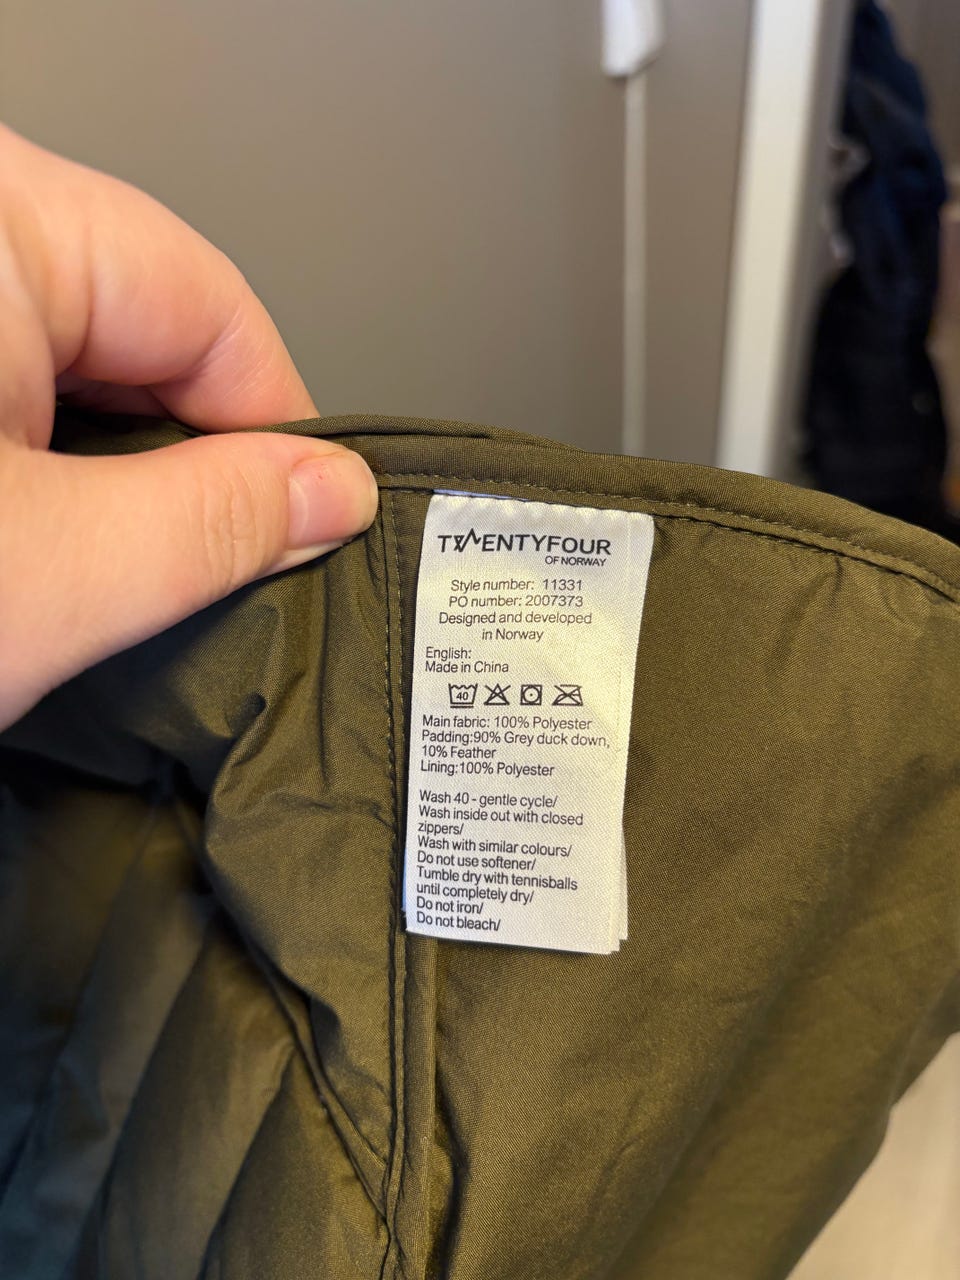 TWENTYFOUR
OF NORWAY
Style number: 11331
PO number: 2007373
Designed and developed
in Norway
English:
Made in China
40
Main fabric: 100% Polyester
Padding:90% Grey duck down,
10% Feather
Lining:100% Polyester
Wash 40 - gentle cycle/
Wash inside out with closed
zippers/
Wash with similar colours/
Do not use softener/
Tumble dry with tennisballs
until completely dry/
Do not iron/
Do not bleach/